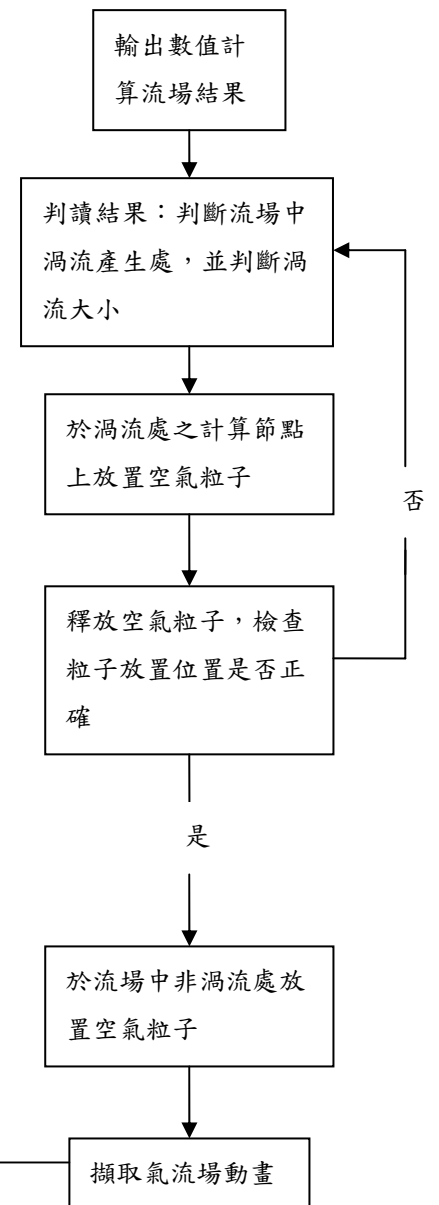 輸出數值計
算流場結果
判讀結果：判斷流場中
渦流產生處，並判斷渦
流大小
於渦流處之計算節點
上放置空氣粒子
否
釋放空氣粒子，檢查
粒子放置位置是否正
確
是
於流場中非渦流處放
置空氣粒子
擷取氣流場動畫